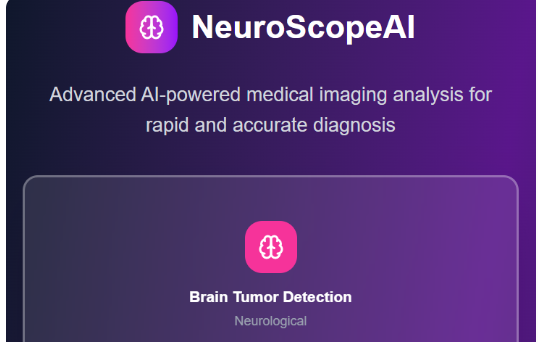 NeuroScopeAI
Advanced AI-powered medical imaging analysis for
rapid and accurate diagnosis
Brain Tumor Detection
Neurological